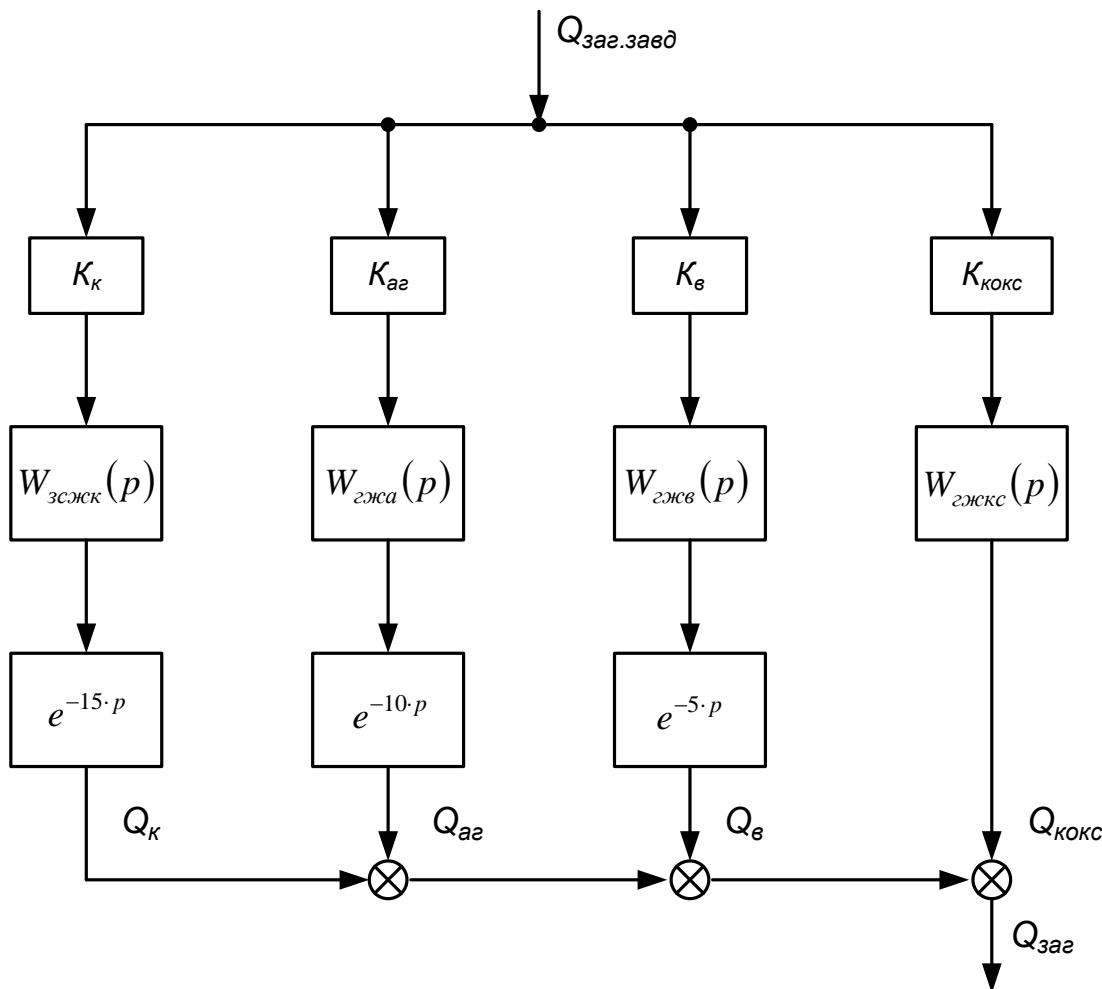 Qзаг.завд
Kк Kаг Kв Kкокс
Wзсжк(p) Wгжа(p) Wгжв(p) Wгжкс(p)
e^{-15·p} e^{-10·p} e^{-5·p}
Qк Qаг Qв Qкокс
Qзаг